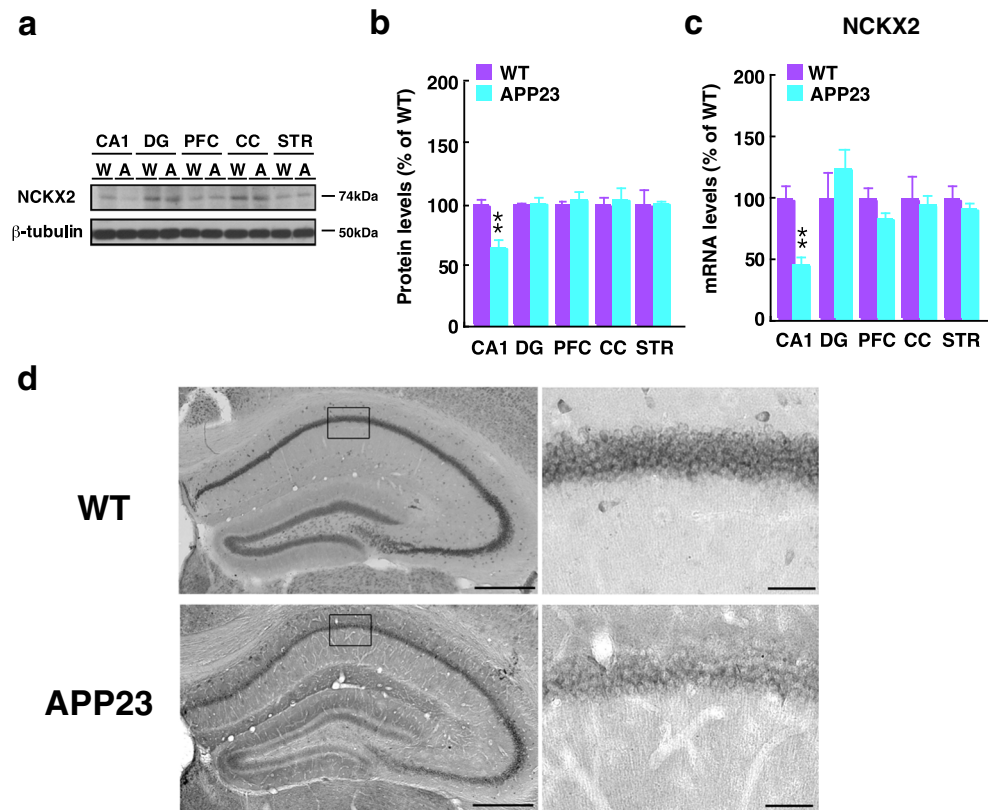 a
CA1 DG PFC CC STR
W A W A W A W A W A
NCKX2
74kDa
β-tubulin
50kDa
b
WT
APP23
Protein levels (% of WT)
200
150
100
50
0
**
CA1 DG PFC CC STR
c
NCKX2
WT
APP23
mRNA levels (% of WT)
200
150
100
50
0
**
CA1 DG PFC CC STR
d
WT
APP23